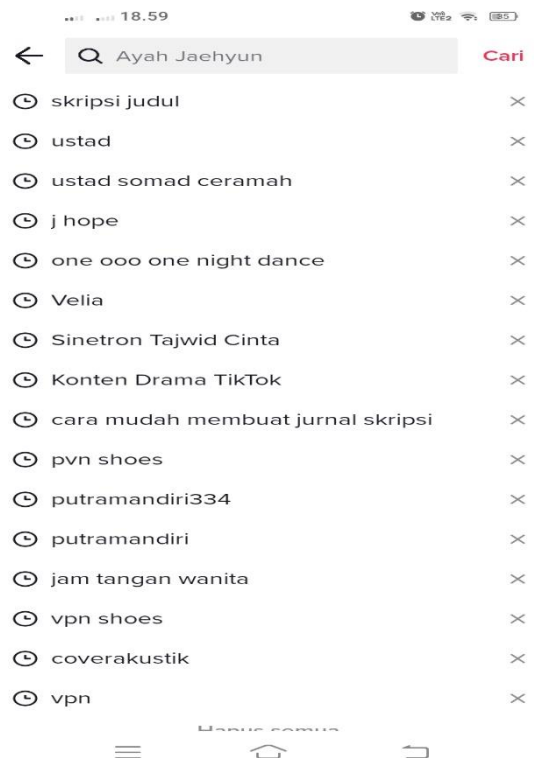 18.59
Ayah Jaehyun Cari
skripsi judul
ustad
ustad somad ceramah
j hope
one ooo one night dance
Velia
Sinetron Tajwid Cinta
Konten Drama TikTok
cara mudah membuat jurnal skripsi
pvn shoes
putramandiri334
putramandiri
jam tangan wanita
vpn shoes
coverakustik
vpn
Hapus semua